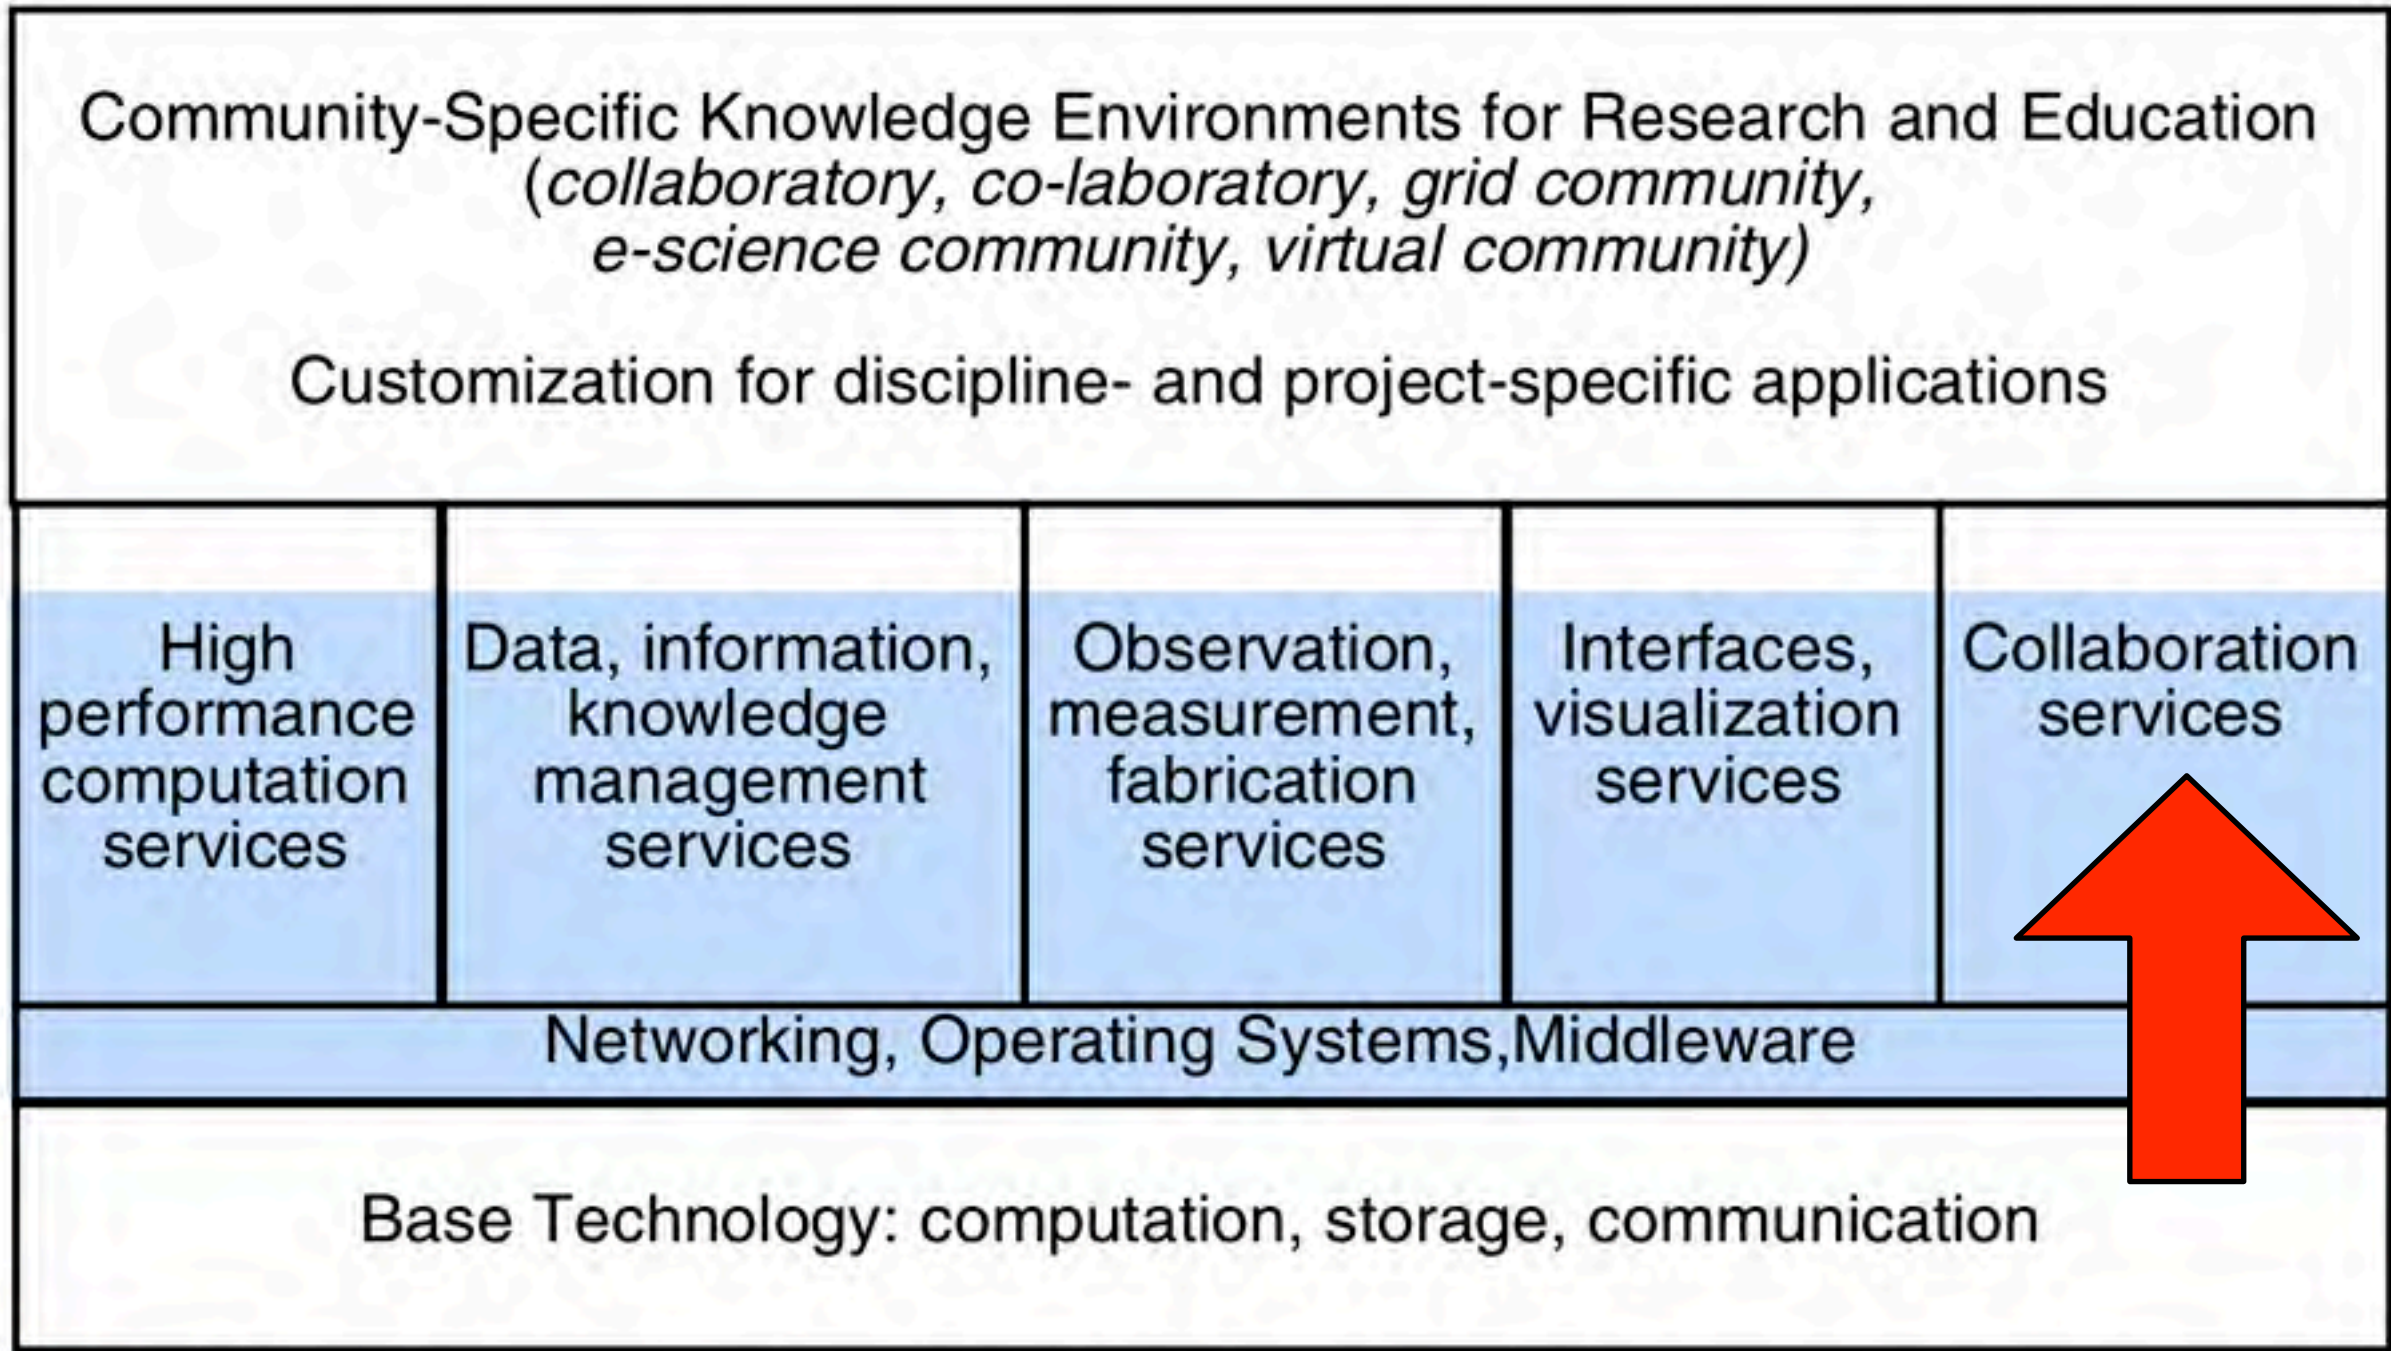 Community-Specific Knowledge Environments for Research and Education
(collaboratory, co-laboratory, grid community,
e-science community, virtual community)
Customization for discipline- and project-specific applications
High
performance
computation
services
Data, information,
knowledge
management
services
Observation,
measurement,
fabrication
services
Interfaces,
visualization
services
Collaboration
services
Networking, Operating Systems,Middleware
Base Technology: computation, storage, communication